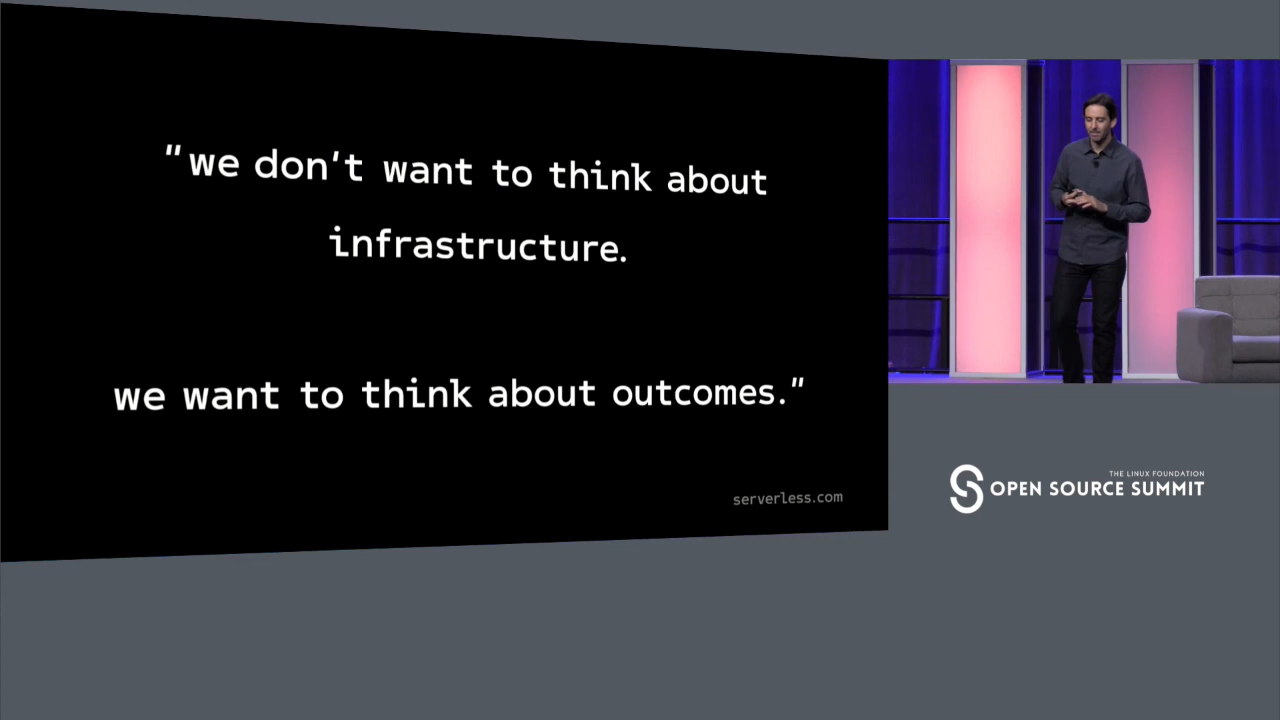 "we don't want to think about
infrastructure.
we want to think about outcomes."
serverless.com
THE LINUX FOUNDATION
OPEN SOURCE SUMMIT